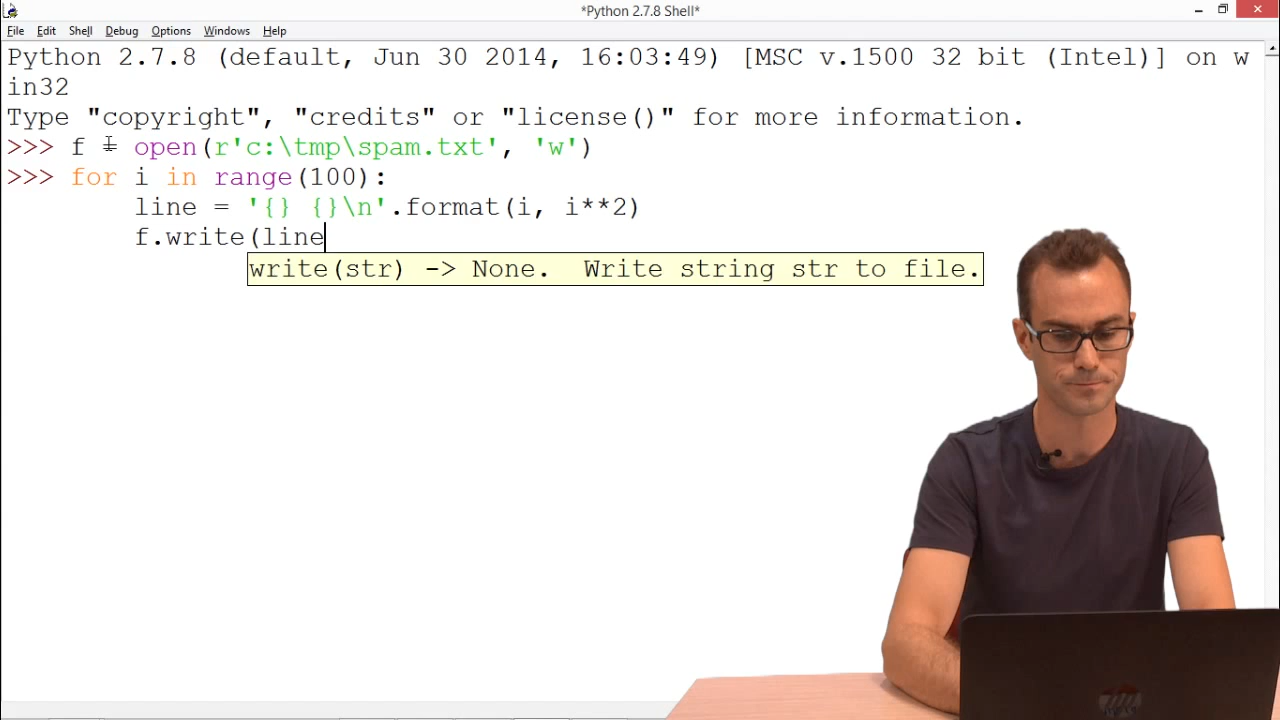 *Python 2.7.8 Shell*
File Edit Shell Debug Options Windows Help
Python 2.7.8 (default, Jun 30 2014, 16:03:49) [MSC v.1500 32 bit (Intel)] on w
in32
Type "copyright", "credits" or "license()" for more information.
>>> f = open(r'c:\tmp\spam.txt', 'w')
>>> for i in range(100):
line = '{} {}\n'.format(i, i**2)
f.write(line
write(str) -> None.  Write string str to file.